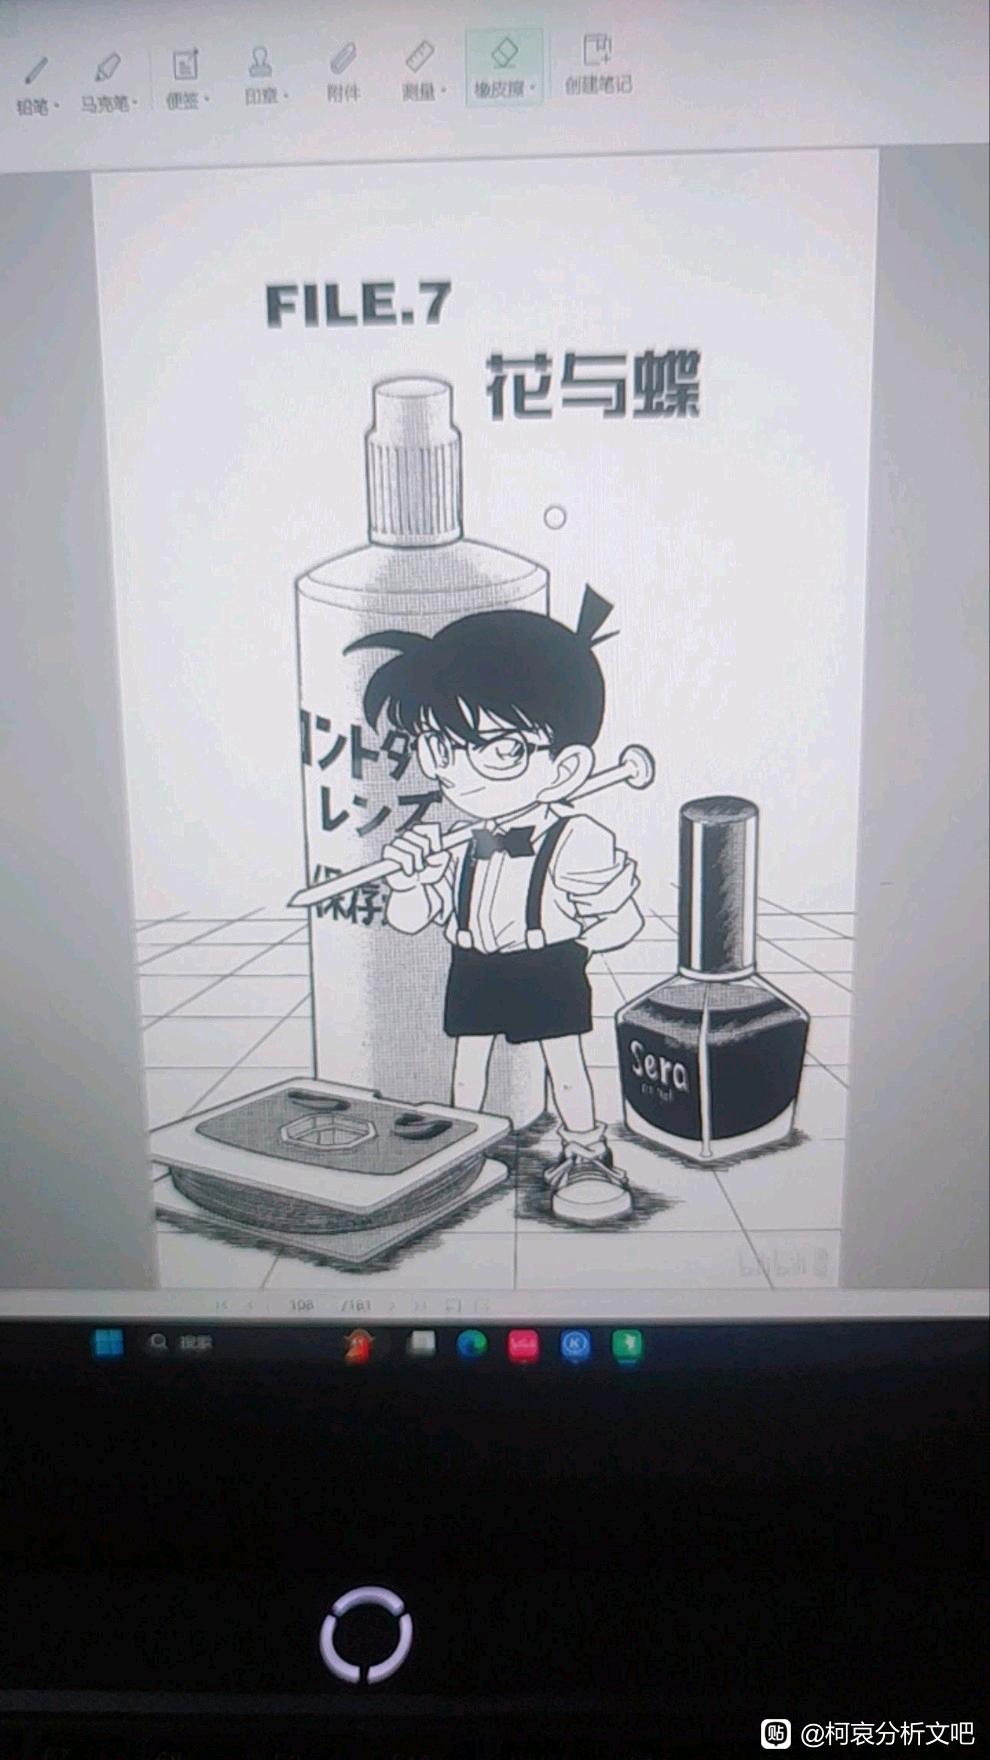 铅笔
马克笔
便签
印章
附件
测量
橡皮擦
创建笔记
FILE.7
花与蝶
コンタク
レンズ
保存
Sera
108 /181
搜索
贴 @柯哀分析文吧